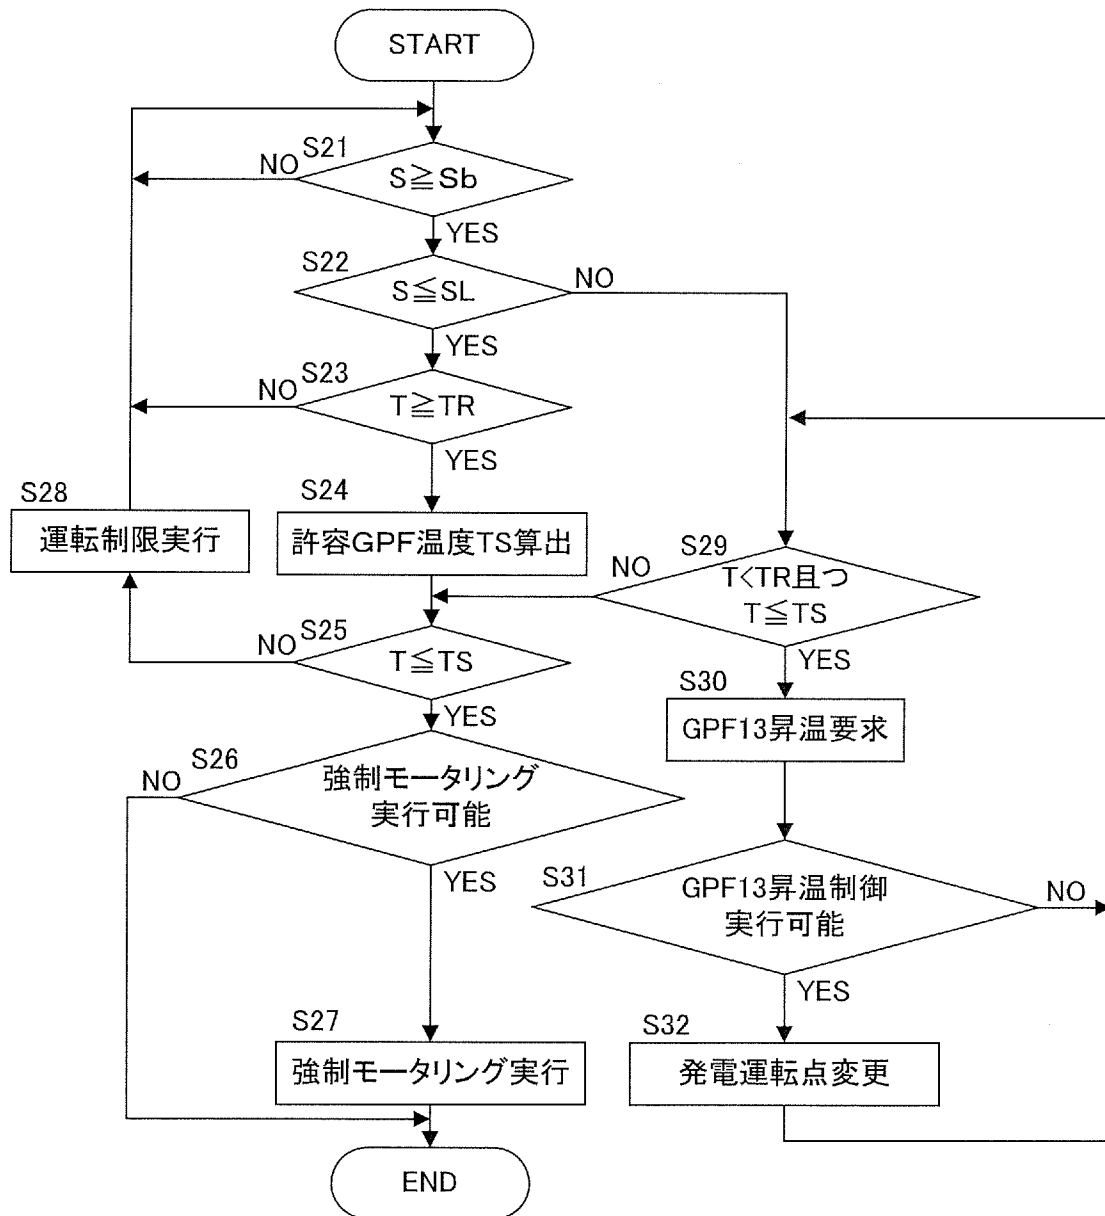 START
S21
NO
S≧Sb
YES
S22
NO
S≦SL
YES
S23
NO
T≧TR
YES
S28
運転制限実行
S24
許容GPF温度TS算出
S29
NO
T<TR且つ
T≦TS
YES
S25
NO
T≦TS
YES
S30
GPF13昇温要求
S26
NO
強制モータリング
実行可能
YES
S31
GPF13昇温制御
実行可能
NO
YES
S27
強制モータリング実行
S32
発電運転点変更
END